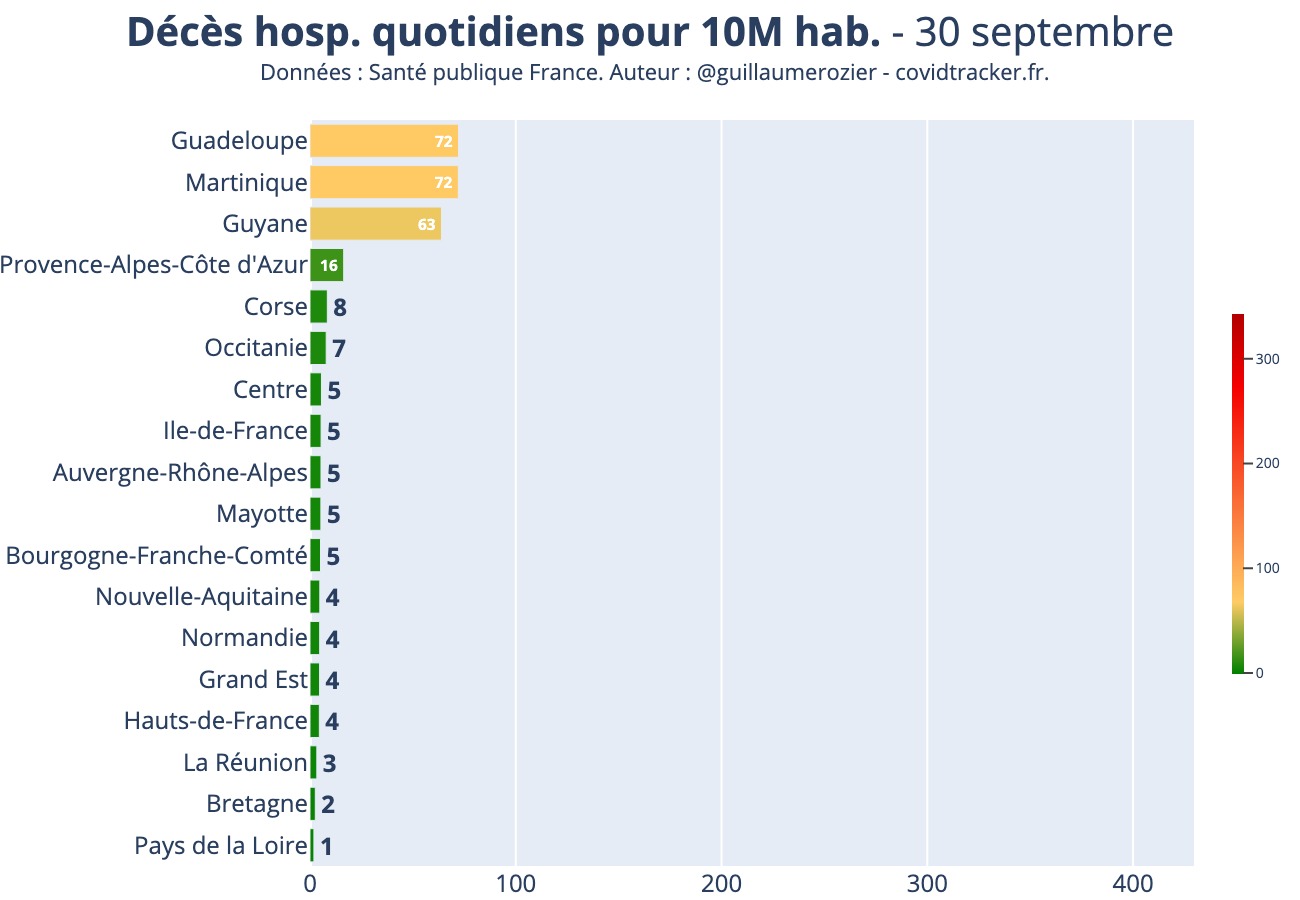 Décès hosp. quotidiens pour 10M hab. - 30 septembre
Données : Santé publique France. Auteur : @guillaumerozier - covidtracker.fr.
Guadeloupe 72
Martinique 72
Guyane 63
Provence-Alpes-Côte d'Azur 16
Corse 8
Occitanie 7
Centre 5
Ile-de-France 5
Auvergne-Rhône-Alpes 5
Mayotte 5
Bourgogne-Franche-Comté 5
Nouvelle-Aquitaine 4
Normandie 4
Grand Est 4
Hauts-de-France 4
La Réunion 3
Bretagne 2
Pays de la Loire 1
0 100 200 300 400
300
200
100
0